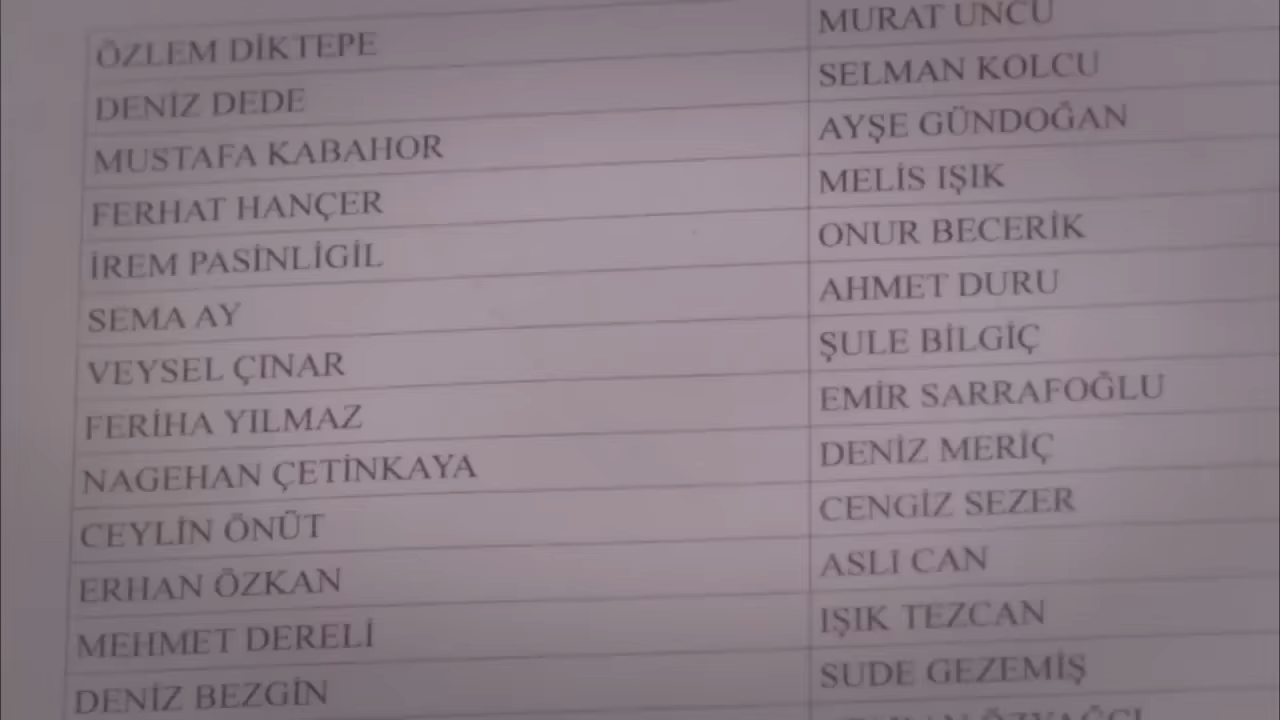 ÖZLEM DİKTEPE
DENİZ DEDE
MUSTAFA KABAHOR
FERHAT HANÇER
İREM PASİNLİGİL
SEMA AY
VEYSEL ÇINAR
FERİHA YILMAZ
NAGEHAN ÇETİNKAYA
CEYLİN ÖNÜT
ERHAN ÖZKAN
MEHMET DERELİ
DENİZ BEZGİN
MURAT UNCU
SELMAN KOLCU
AYŞE GÜNDOĞAN
MELİS IŞIK
ONUR BECERİK
AHMET DURU
ŞULE BİLGİÇ
EMİR SARRAFOĞLU
DENİZ MERİÇ
CENGİZ SEZER
ASLI CAN
IŞIK TEZCAN
SUDE GEZEMİŞ